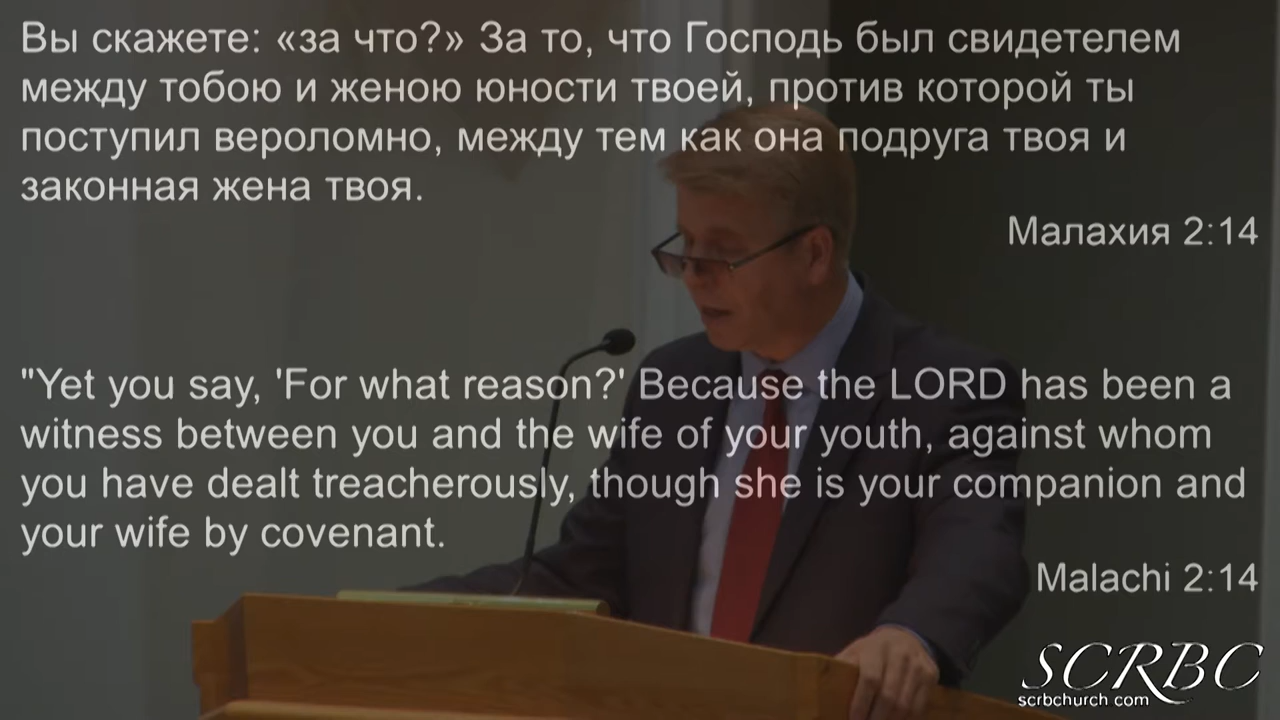 Вы скажете: «за что?» За то, что Господь был свидетелем
между тобою и женою юности твоей, против которой ты
поступил вероломно, между тем как она подруга твоя и
законная жена твоя.
Малахия 2:14
"Yet you say, 'For what reason?' Because the LORD has been a
witness between you and the wife of your youth, against whom
you have dealt treacherously, though she is your companion and
your wife by covenant.
Malachi 2:14
SCRBC
scrbchurch com